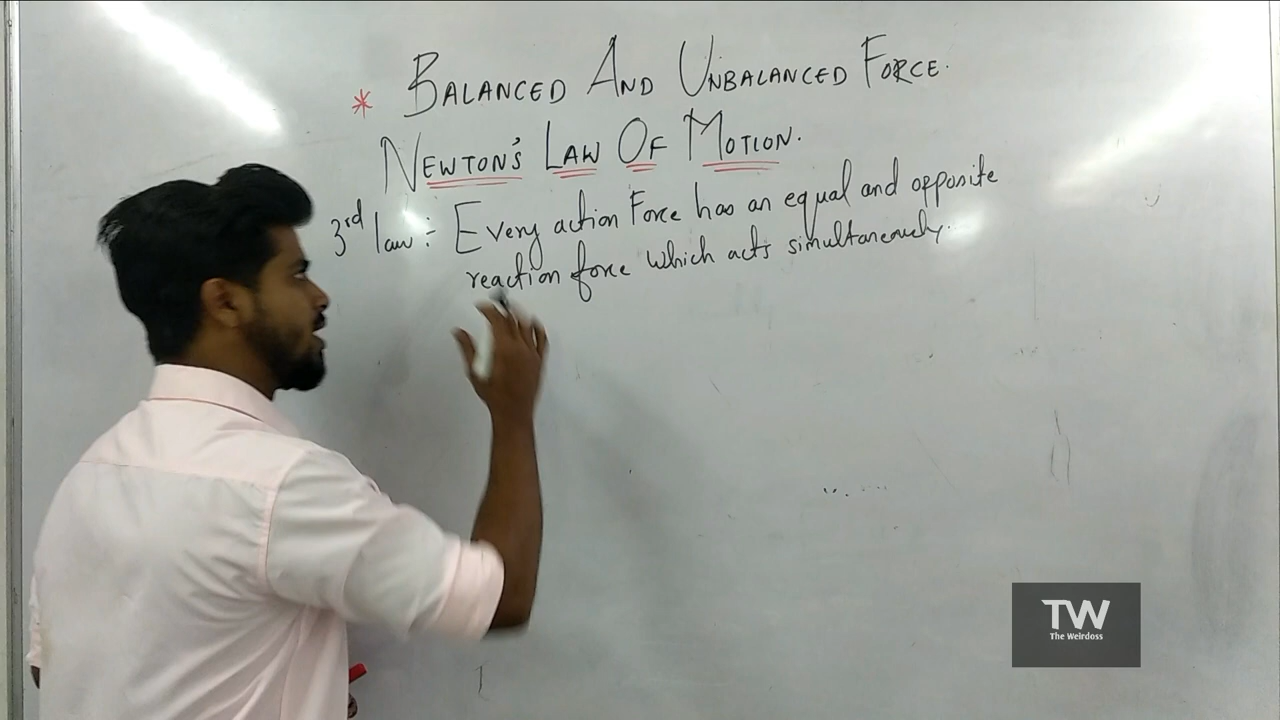 * BALANCED AND UNBALANCED FORCE.
NEWTON'S LAW OF MOTION.
3rd law :- Every action Force has an equal and opposite
reaction force which acts simultaneously.
TW
The Weirdoss